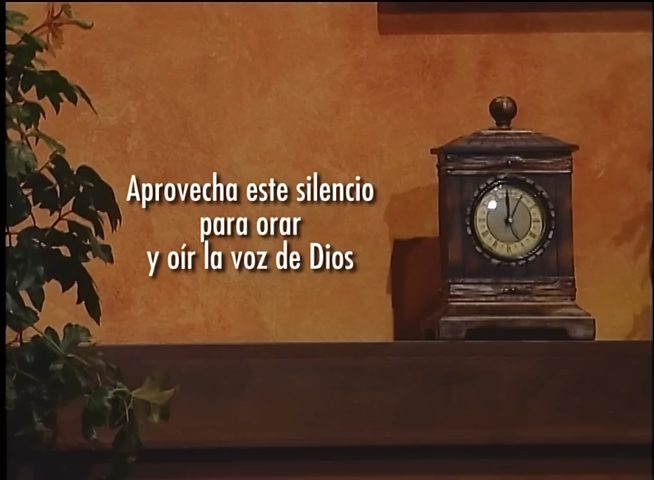 Aprovecha este silencio
para orar
y oír la voz de Dios